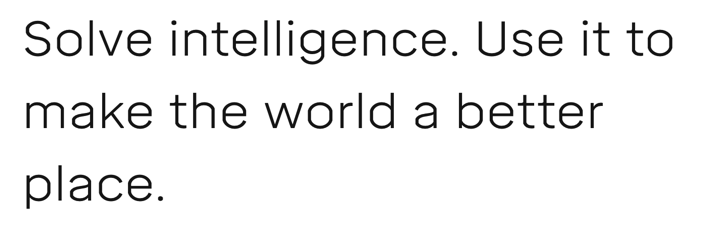 Solve intelligence. Use it to
make the world a better
place.